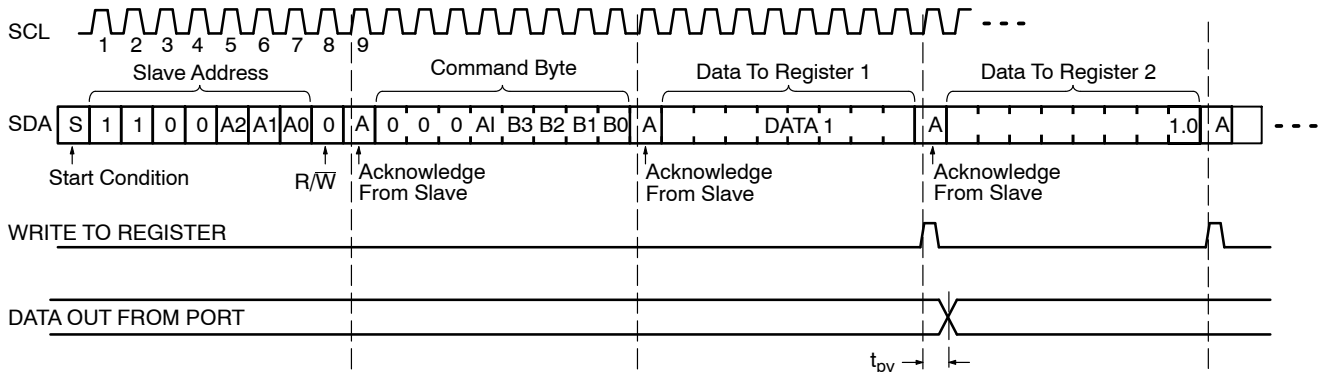 SCL
1 2 3 4 5 6 7 8 9
Slave Address Command Byte Data To Register 1 Data To Register 2
SDA S 1 1 0 0 A2 A1 A0 0 A 0 0 0 AI B3 B2 B1 B0 A DATA 1 A 1.0 A
Start Condition R/W̅ Acknowledge From Slave Acknowledge From Slave Acknowledge From Slave
WRITE TO REGISTER
DATA OUT FROM PORT
tpv